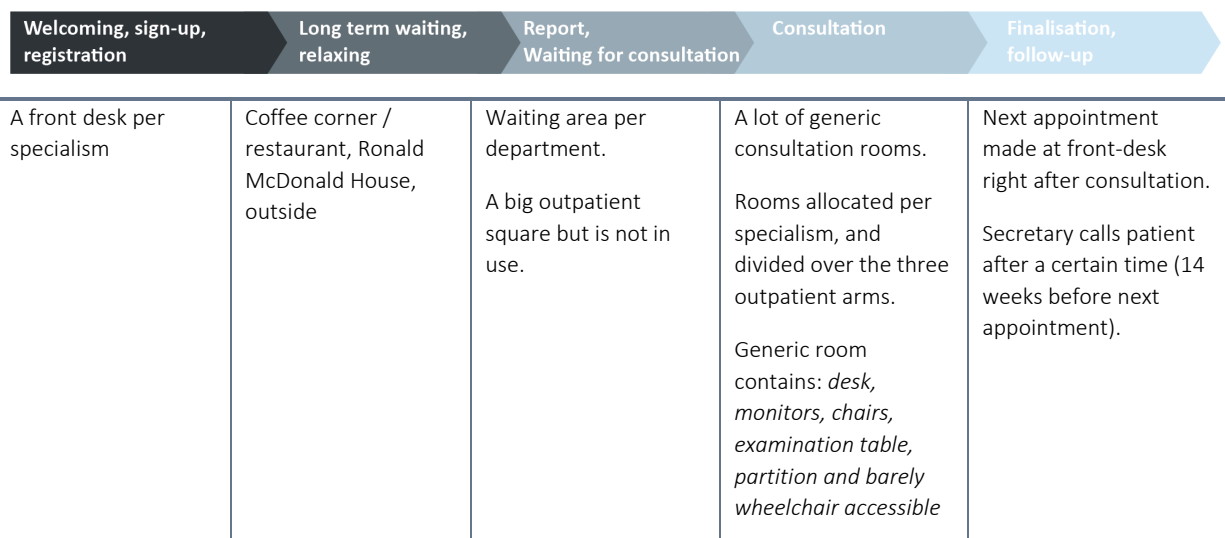 Welcoming, sign-up,
registration
Long term waiting,
relaxing
Report,
Waiting for consultation
Consultation
Finalisation,
follow-up
A front desk per
specialism
Coffee corner /
restaurant, Ronald
McDonald House,
outside
Waiting area per
department.
A big outpatient
square but is not in
use.
A lot of generic
consultation rooms.
Rooms allocated per
specialism, and
divided over the three
outpatient arms.
Generic room
contains: desk,
monitors, chairs,
examination table,
partition and barely
wheelchair accessible
Next appointment
made at front-desk
right after consultation.
Secretary calls patient
after a certain time (14
weeks before next
appointment).